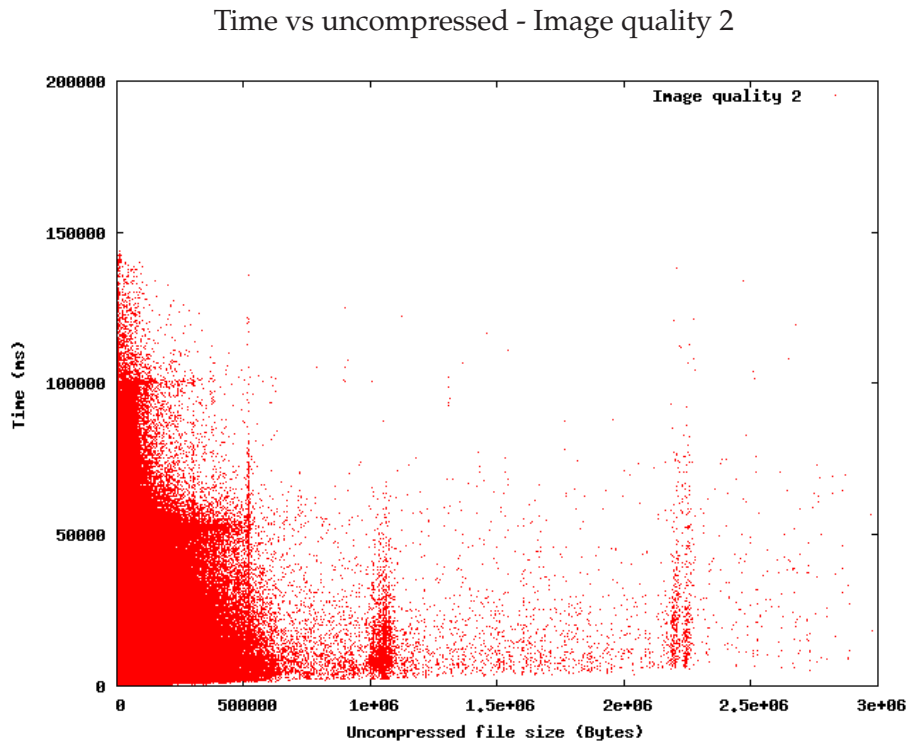 Time vs uncompressed - Image quality 2
200000
Image quality 2
150000
100000
50000
0
Time (ms)
0 500000 1e+06 1.5e+06 2e+06 2.5e+06 3e+06
Uncompressed file size (Bytes)